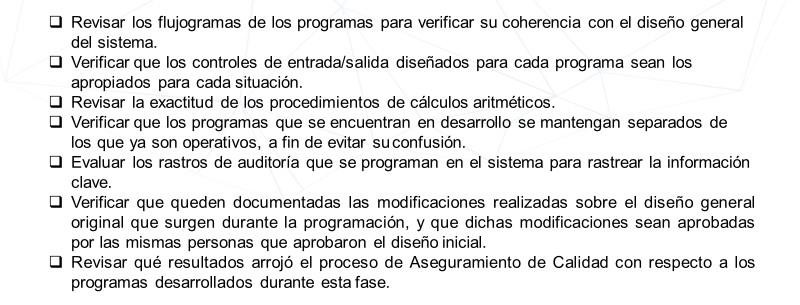 ❑ Revisar los flujogramas de los programas para verificar su coherencia con el diseño general
del sistema.
❑ Verificar que los controles de entrada/salida diseñados para cada programa sean los
apropiados para cada situación.
❑ Revisar la exactitud de los procedimientos de cálculos aritméticos.
❑ Verificar que los programas que se encuentran en desarrollo se mantengan separados de
los que ya son operativos, a fin de evitar su confusión.
❑ Evaluar los rastros de auditoría que se programan en el sistema para rastrear la información
clave.
❑ Verificar que queden documentadas las modificaciones realizadas sobre el diseño general
original que surgen durante la programación, y que dichas modificaciones sean aprobadas
por las mismas personas que aprobaron el diseño inicial.
❑ Revisar qué resultados arrojó el proceso de Aseguramiento de Calidad con respecto a los
programas desarrollados durante esta fase.